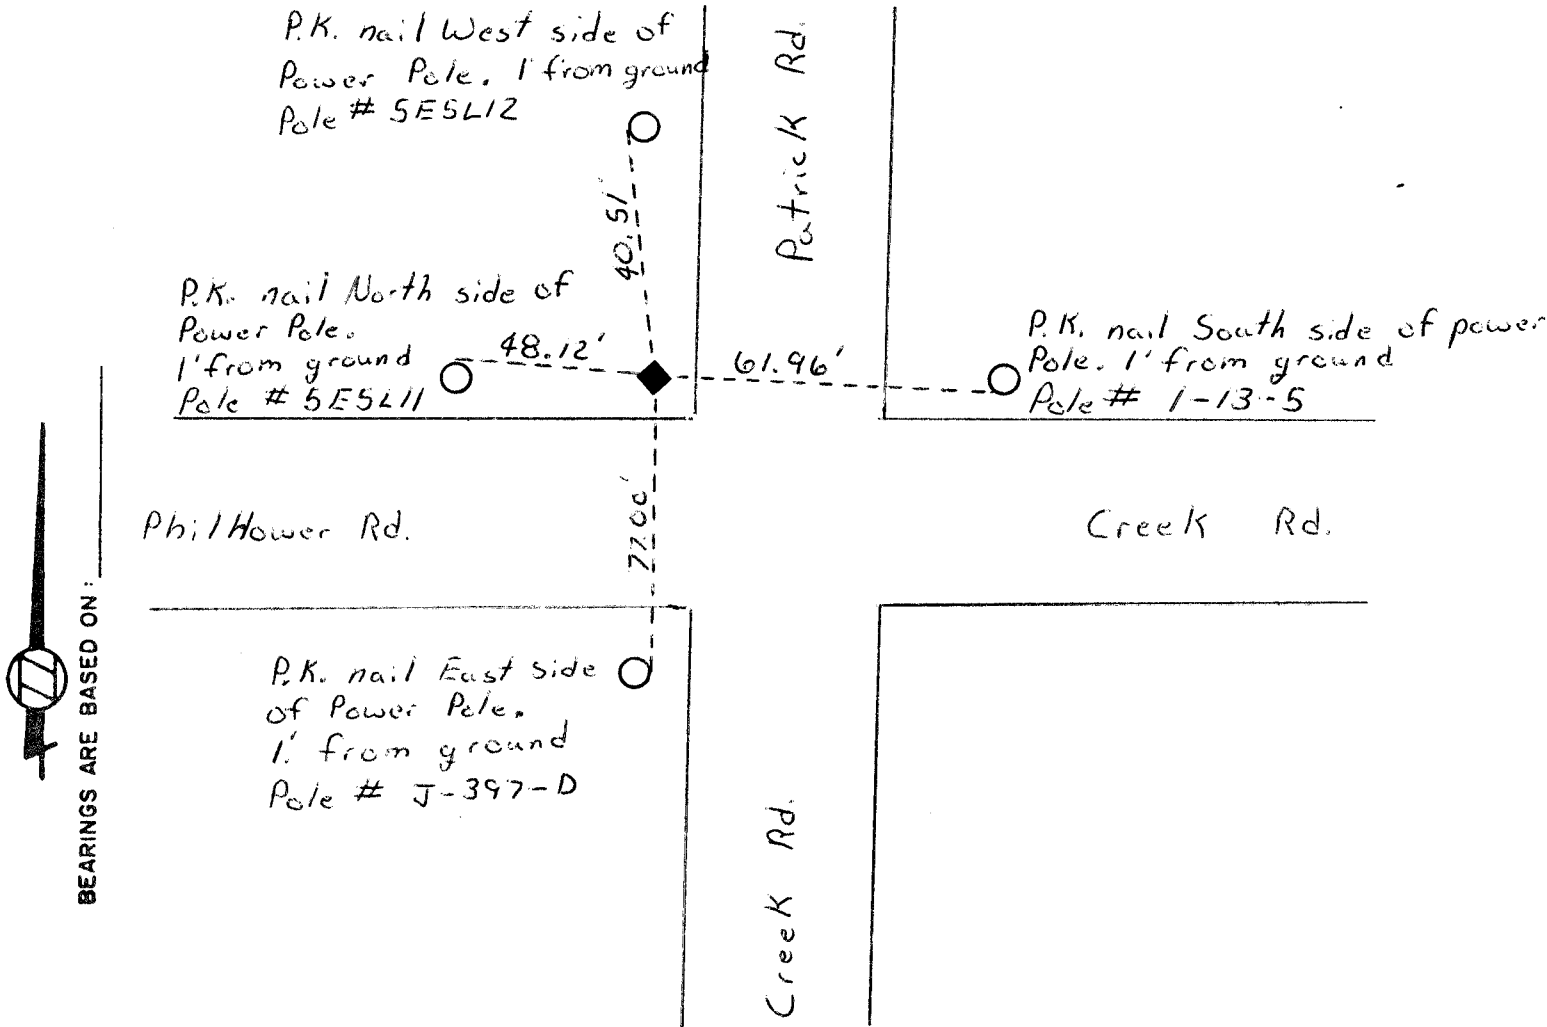 P.K. nail West side of
Power Pole. 1' from ground
Pole # 5E5L12
Patrick Rd.
40.51'
P.K. nail North side of
Power Pole.
1' from ground
Pole # 5E5L11
48.12'
61.96'
P.K. nail South side of power
Pole. 1' from ground
Pole # 1-13-5
Philhower Rd.
77.00'
Creek Rd.
BEARINGS ARE BASED ON:
P.K. nail East side
of Power Pole.
1' from ground
Pole # J-397-D
Creek Rd.